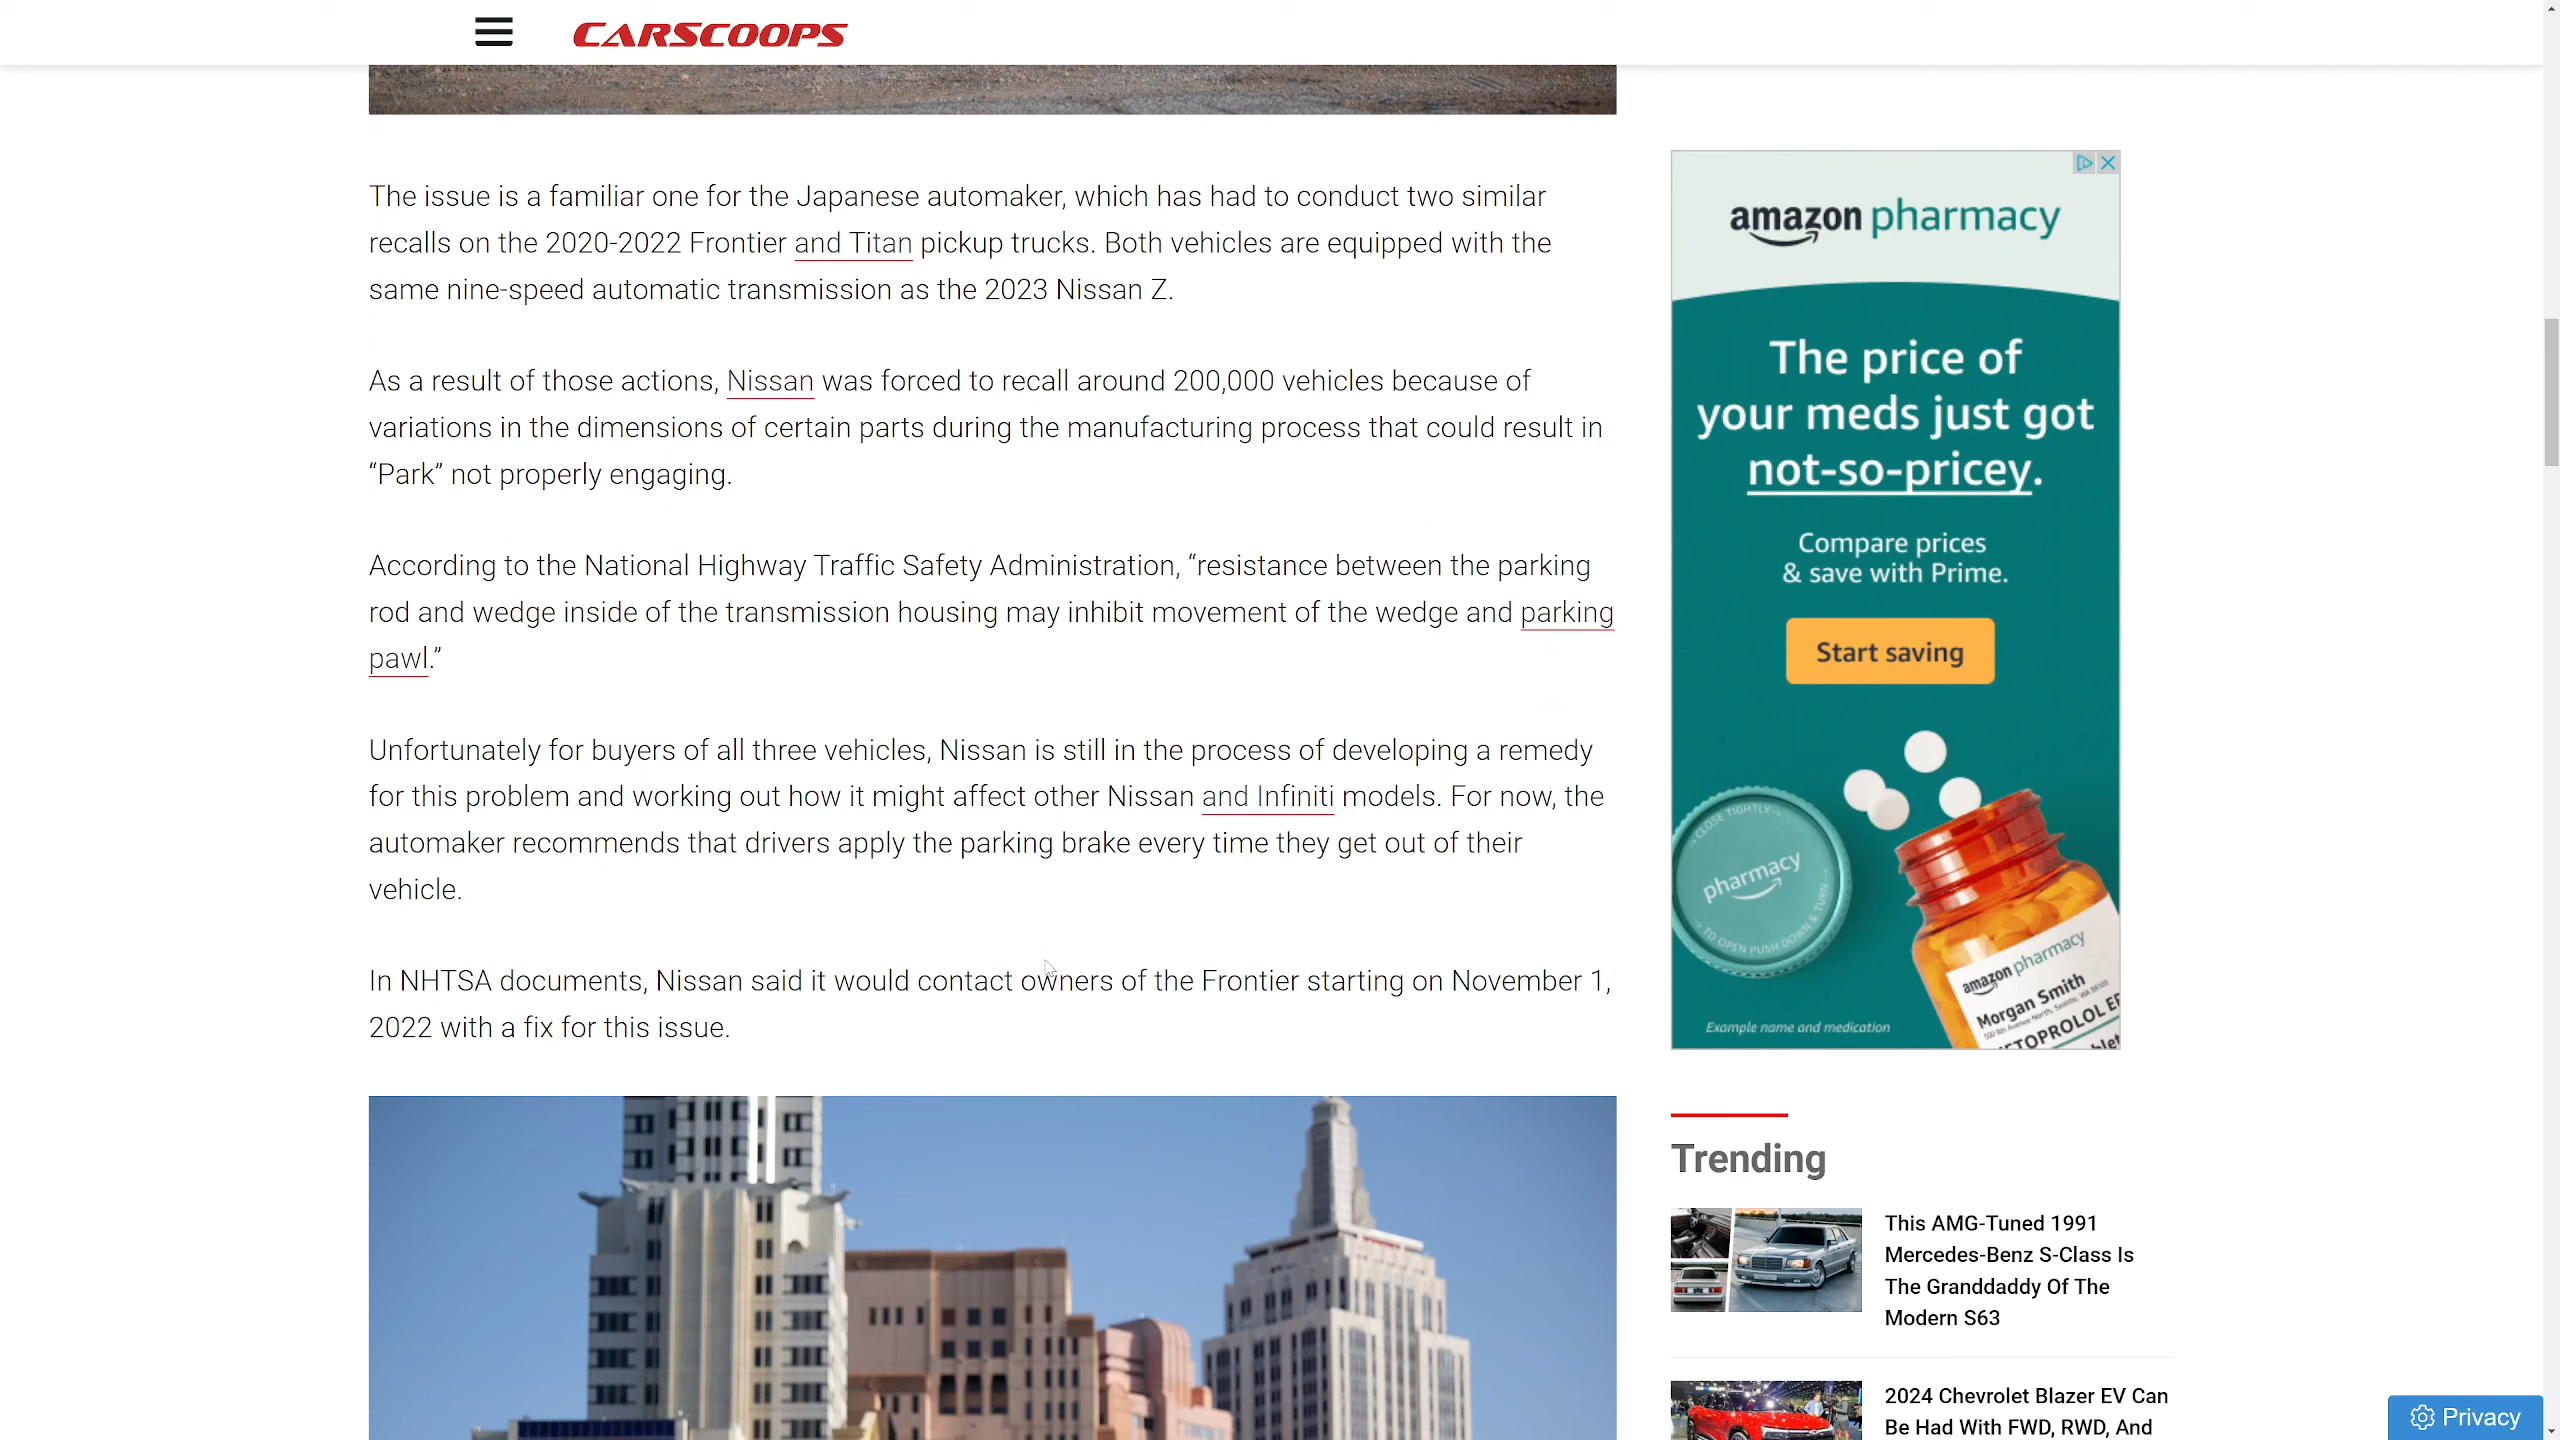 CARSCOOPS
The issue is a familiar one for the Japanese automaker, which has had to conduct two similar
recalls on the 2020-2022 Frontier and Titan pickup trucks. Both vehicles are equipped with the
same nine-speed automatic transmission as the 2023 Nissan Z.
As a result of those actions, Nissan was forced to recall around 200,000 vehicles because of
variations in the dimensions of certain parts during the manufacturing process that could result in
“Park” not properly engaging.
According to the National Highway Traffic Safety Administration, “resistance between the parking
rod and wedge inside of the transmission housing may inhibit movement of the wedge and parking
pawl.”
Unfortunately for buyers of all three vehicles, Nissan is still in the process of developing a remedy
for this problem and working out how it might affect other Nissan and Infiniti models. For now, the
automaker recommends that drivers apply the parking brake every time they get out of their
vehicle.
In NHTSA documents, Nissan said it would contact owners of the Frontier starting on November 1,
2022 with a fix for this issue.
amazon pharmacy
The price of
your meds just got
not-so-pricey.
Compare prices
& save with Prime.
Start saving
CLOSE TIGHTLY
pharmacy
TO OPEN PUSH DOWN & TURN
amazon pharmacy
Morgan Smith
Example name and medication
Trending
This AMG-Tuned 1991
Mercedes-Benz S-Class Is
The Granddaddy Of The
Modern S63
2024 Chevrolet Blazer EV Can
Be Had With FWD, RWD, And
Privacy